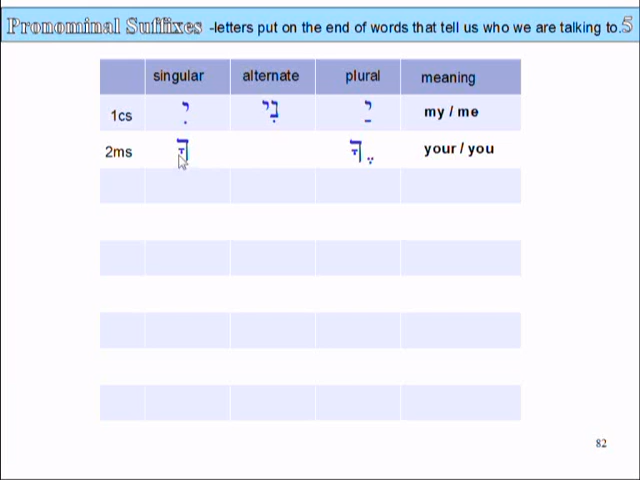 Pronominal Suffixes -letters put on the end of words that tell us who we are talking to. 5
singular alternate plural meaning
1cs יִ נִי יַ my / me
2ms ךָ ֶךָ your / you
82